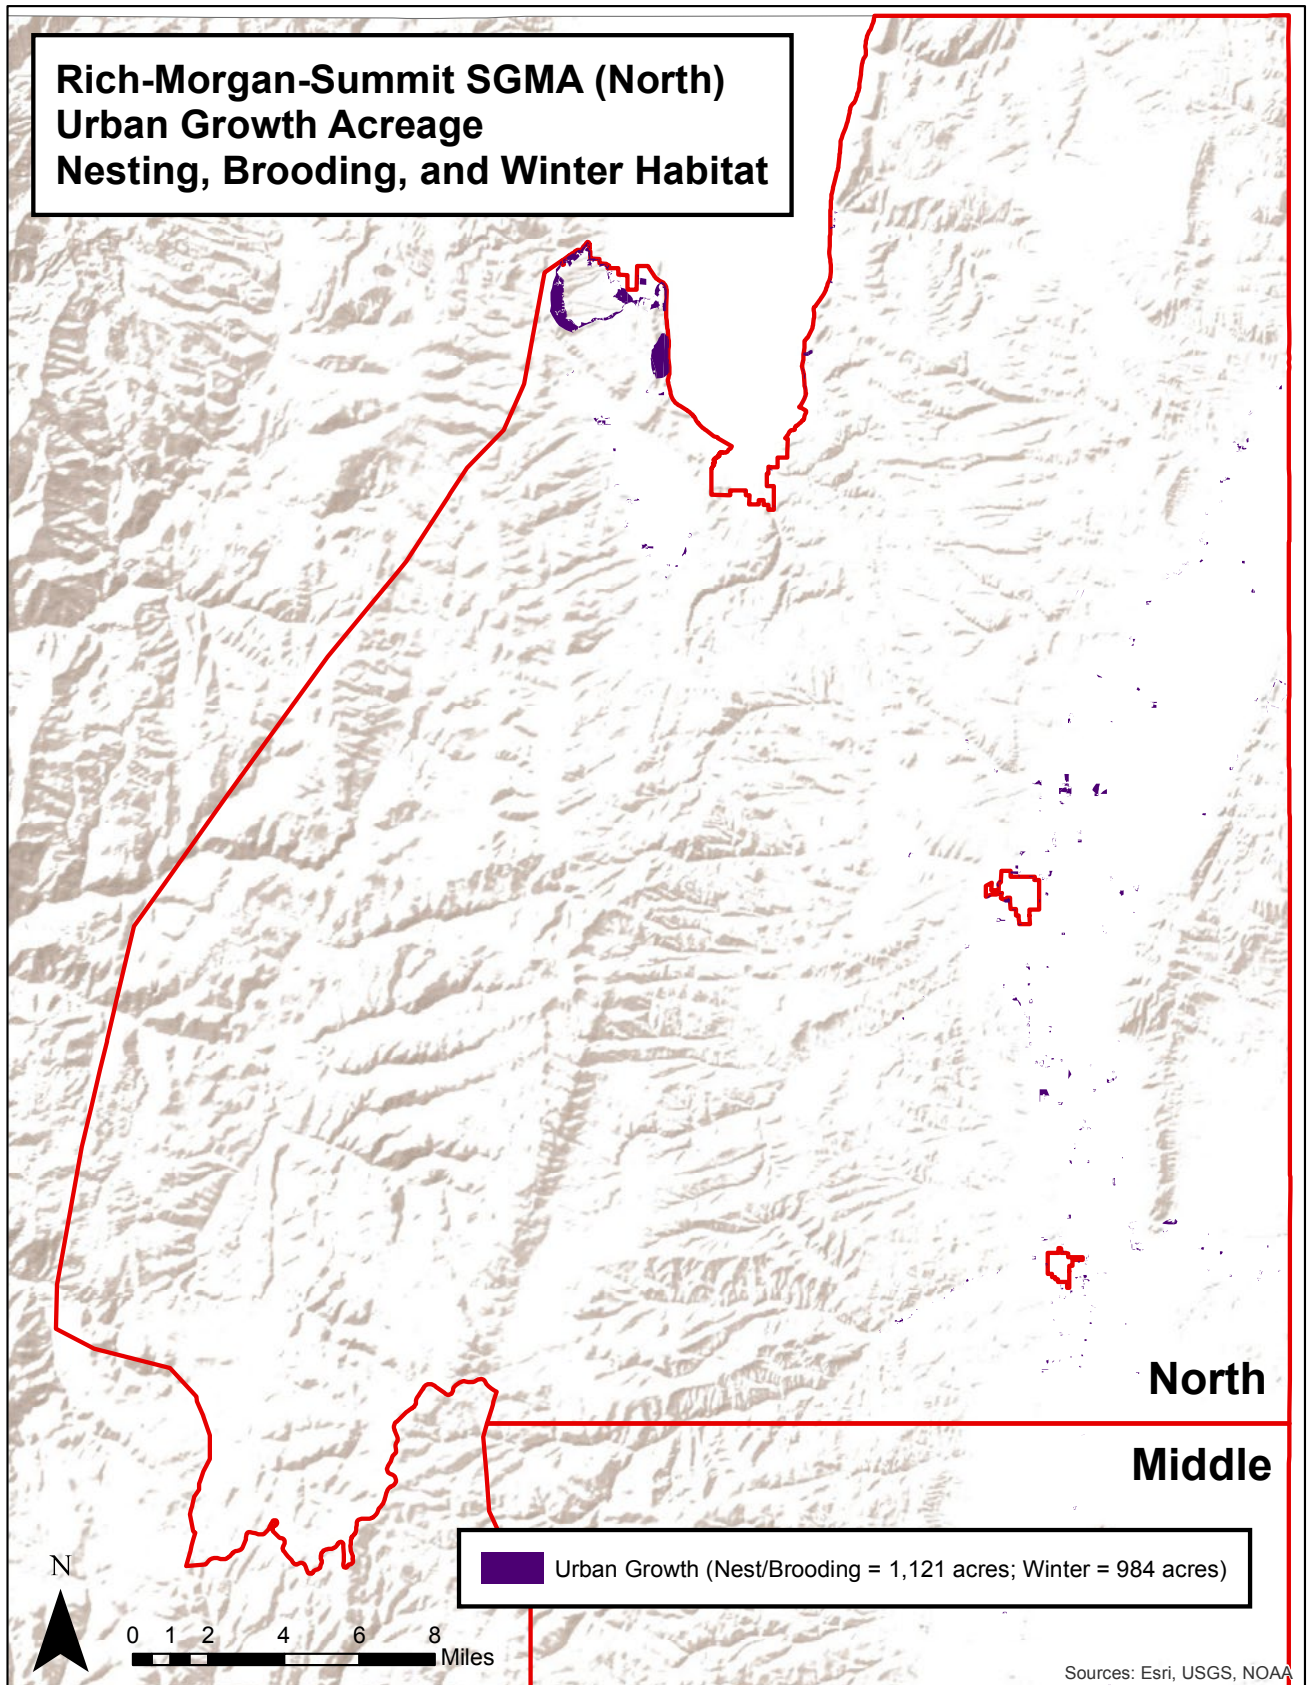 Rich-Morgan-Summit SGMA (North)
Urban Growth Acreage
Nesting, Brooding, and Winter Habitat
North
Middle
Urban Growth (Nest/Brooding = 1,121 acres; Winter = 984 acres)
N
0 1 2 4 6 8
Miles
Sources: Esri, USGS, NOAA